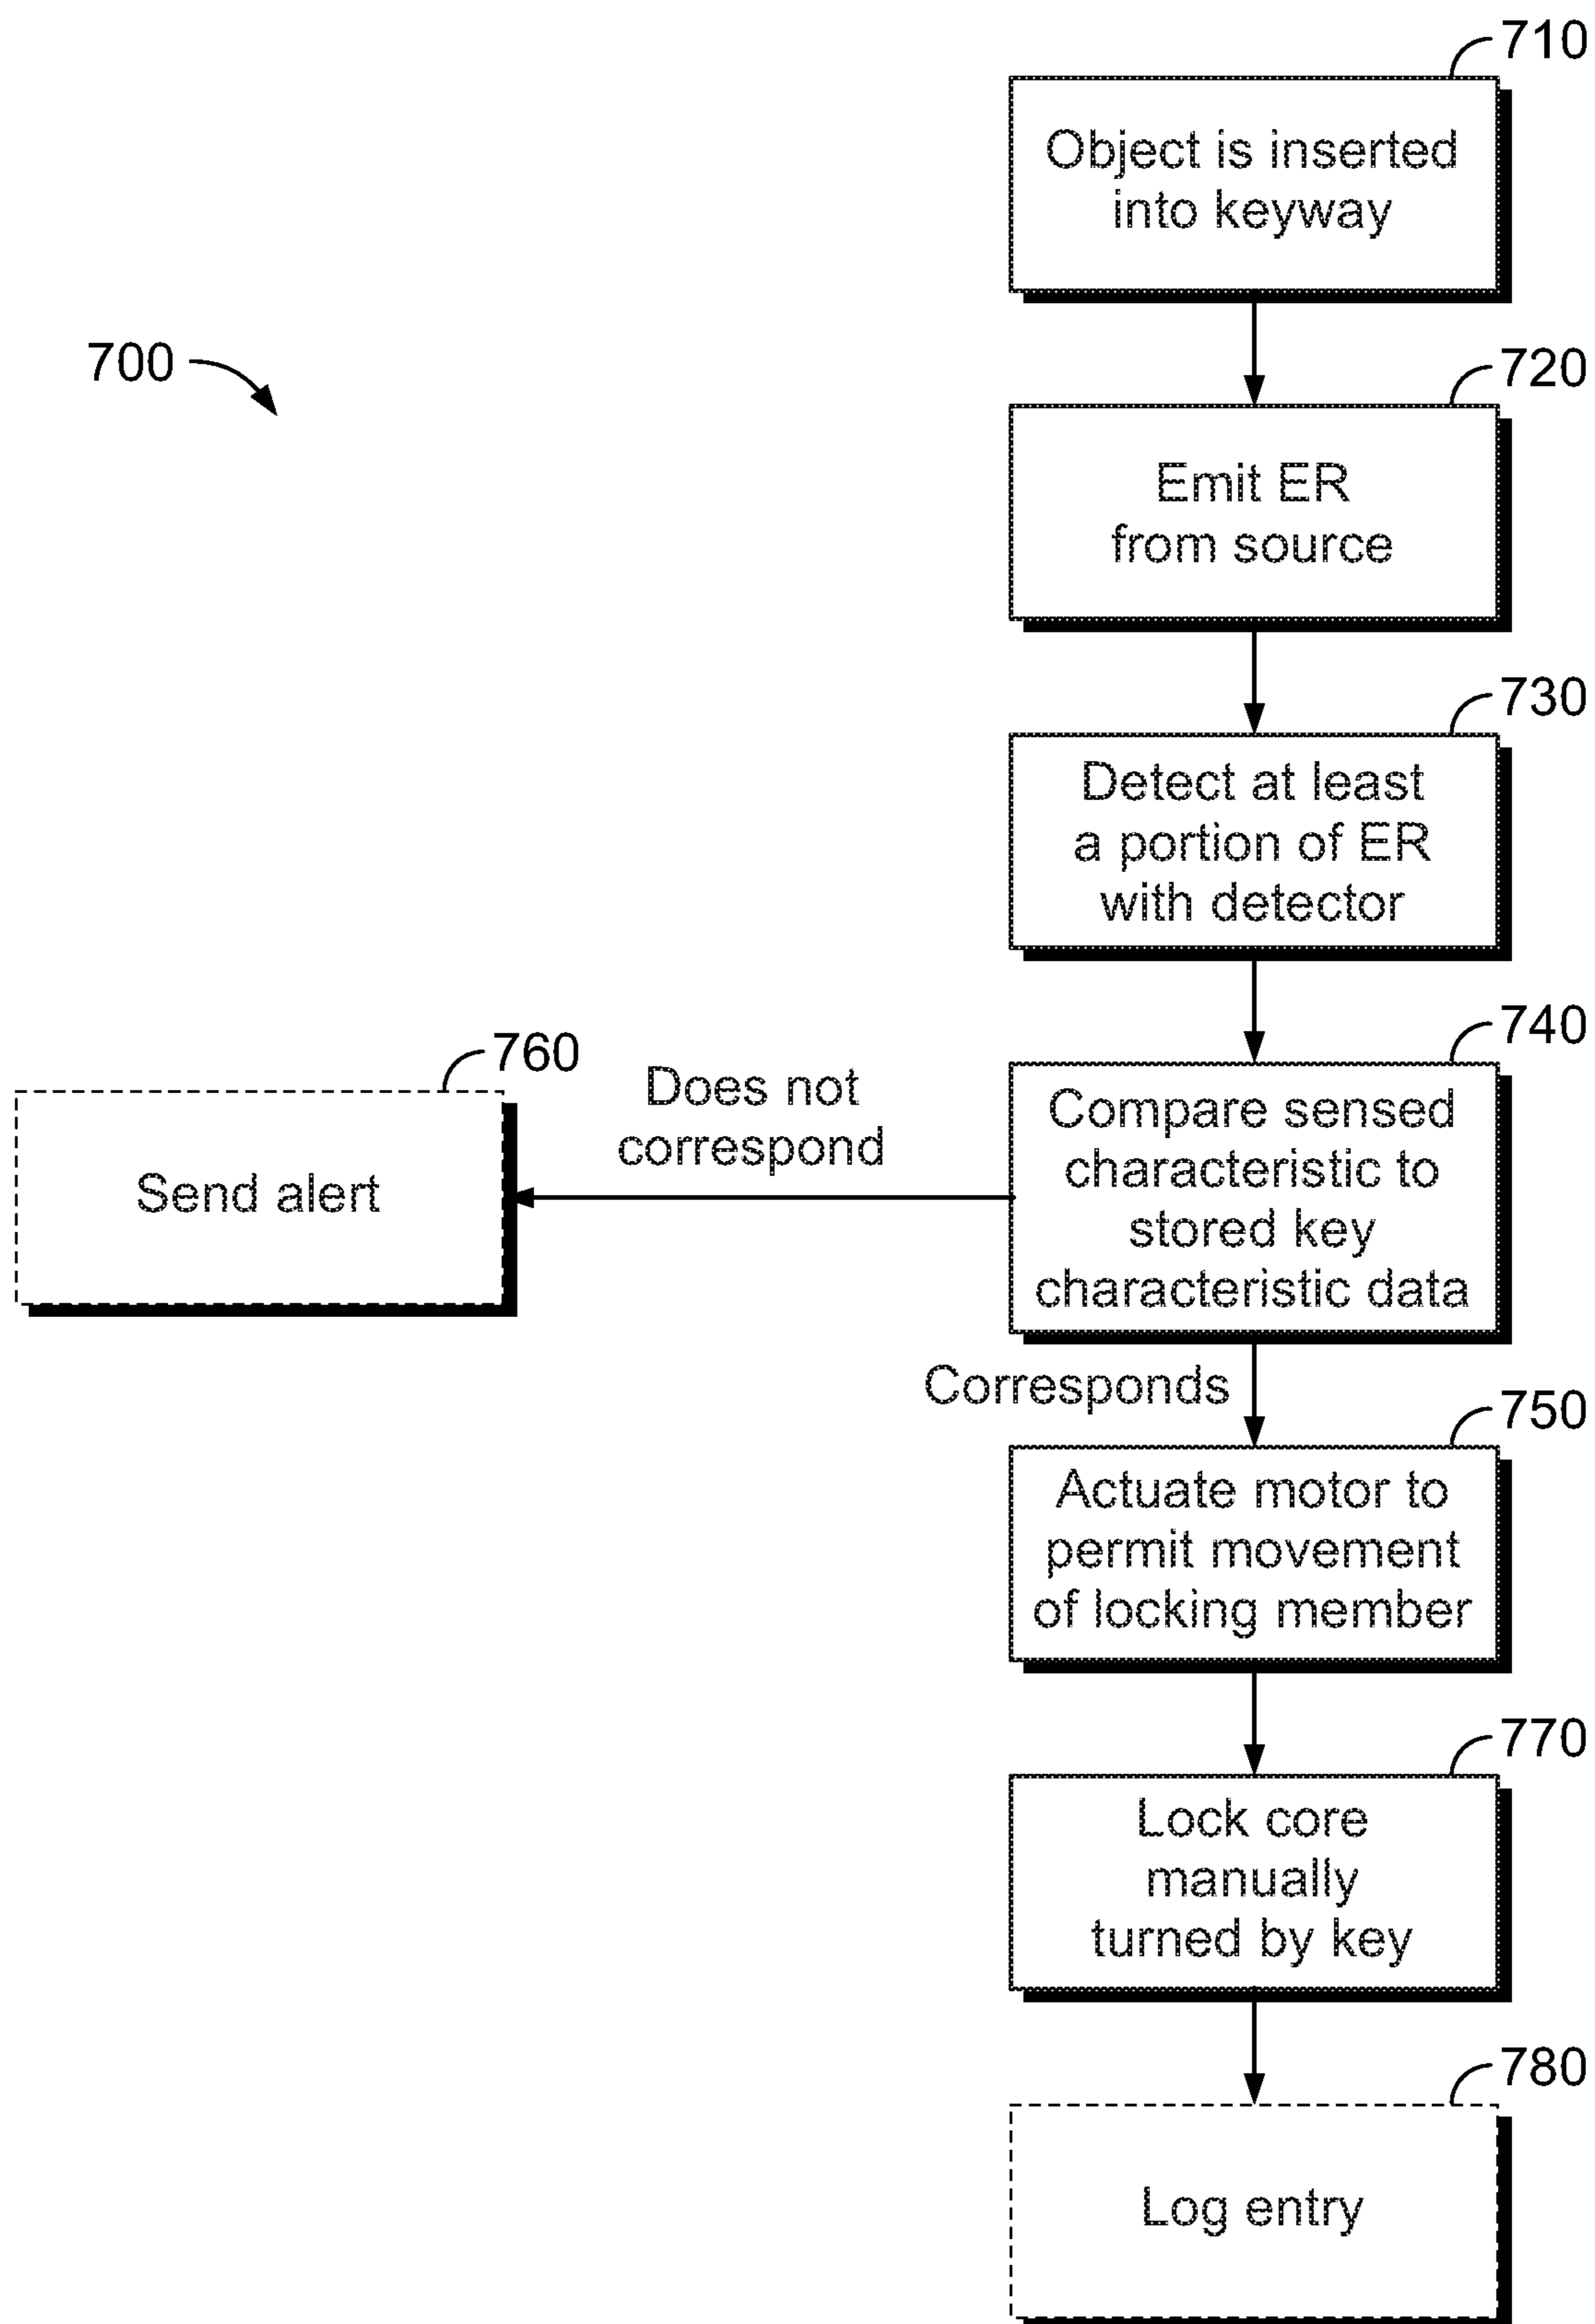 710
Object is inserted
into keyway
700
720
Emit ER
from source
730
Detect at least
a portion of ER
with detector
740
Compare sensed
characteristic to
stored key
characteristic data
760
Does not
correspond
Send alert
Corresponds
750
Actuate motor to
permit movement
of locking member
770
Lock core
manually
turned by key
780
Log entry